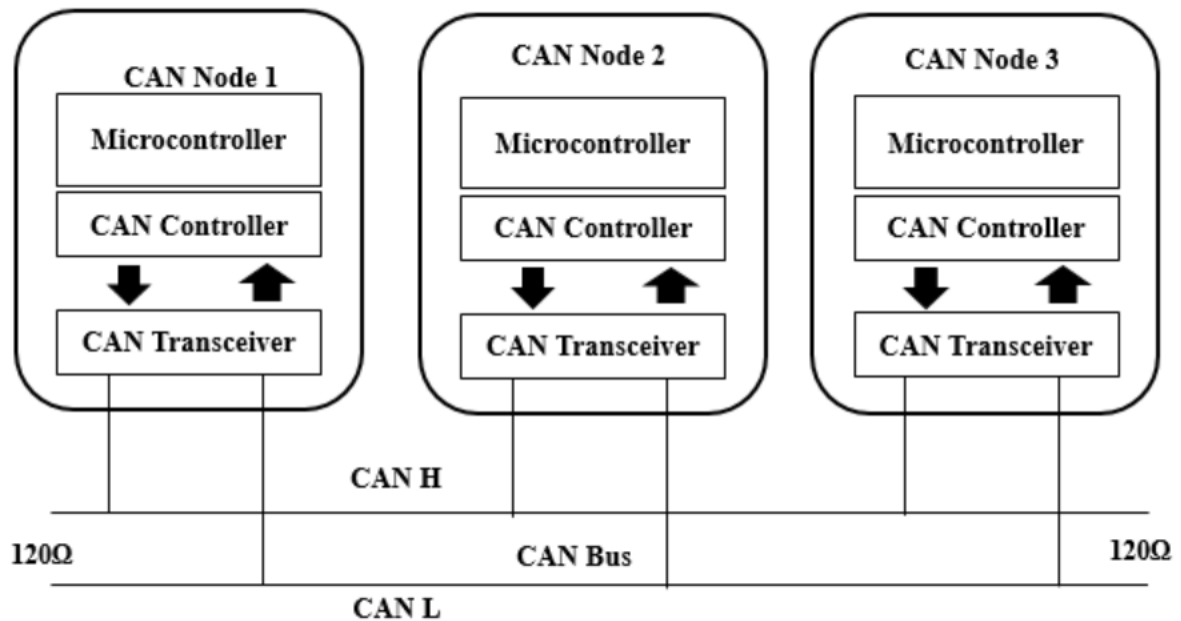 CAN Node 1
Microcontroller
CAN Controller
CAN Transceiver
CAN Node 2
Microcontroller
CAN Controller
CAN Transceiver
CAN Node 3
Microcontroller
CAN Controller
CAN Transceiver
CAN H
120Ω
CAN Bus
120Ω
CAN L